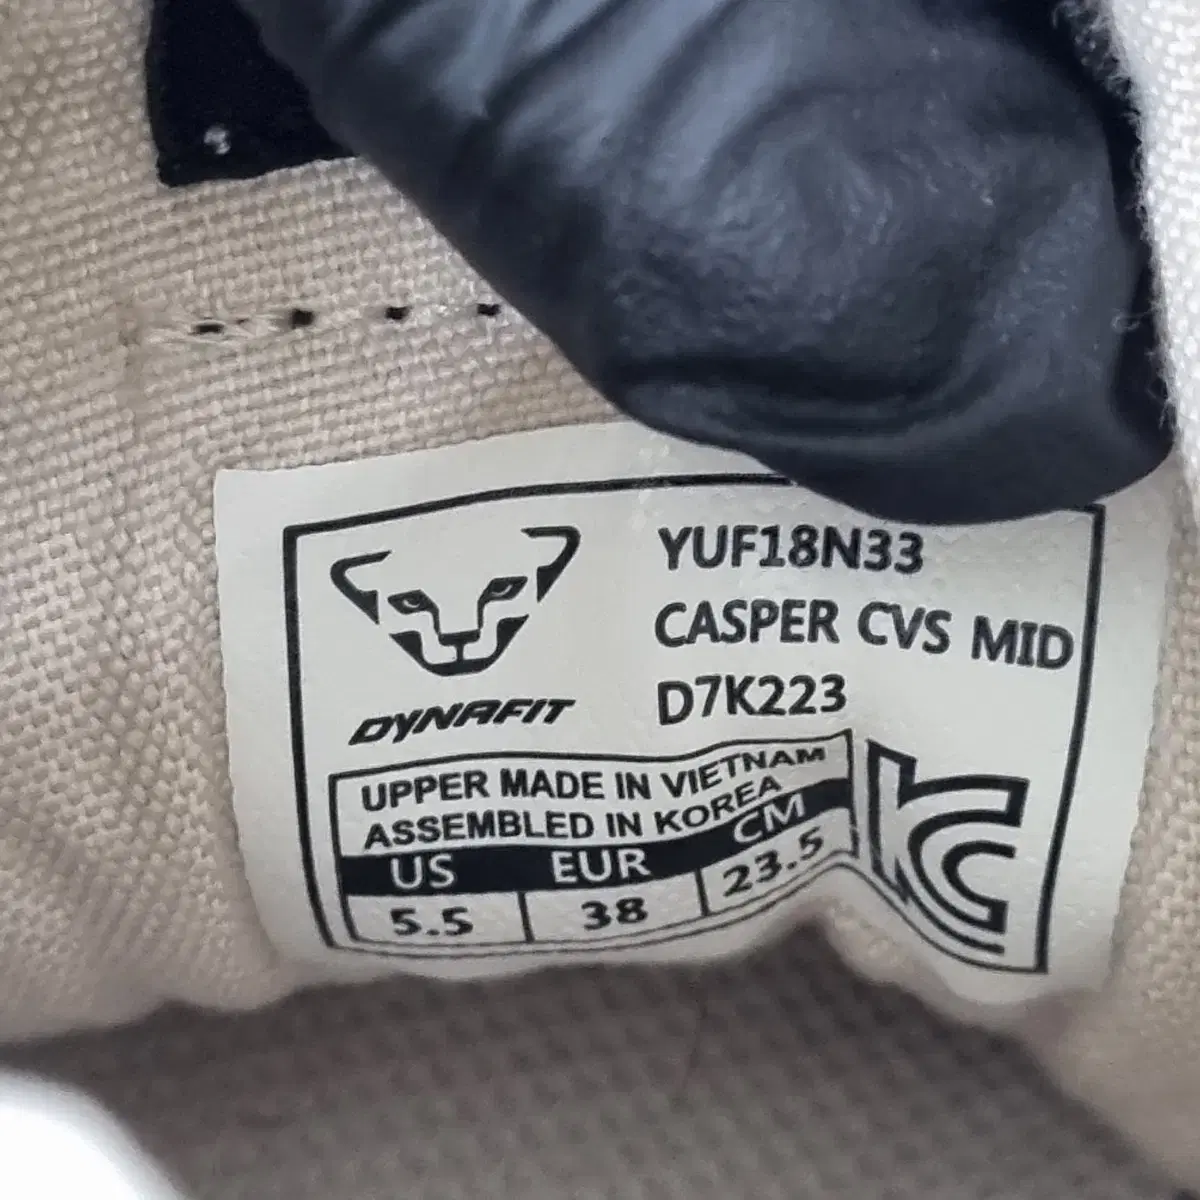 YUF18N33
CASPER CVS MID
D7K223
DYNAFIT
UPPER MADE IN VIETNAM
ASSEMBLED IN KOREA
US EUR CM
5.5 38 23.5
KC